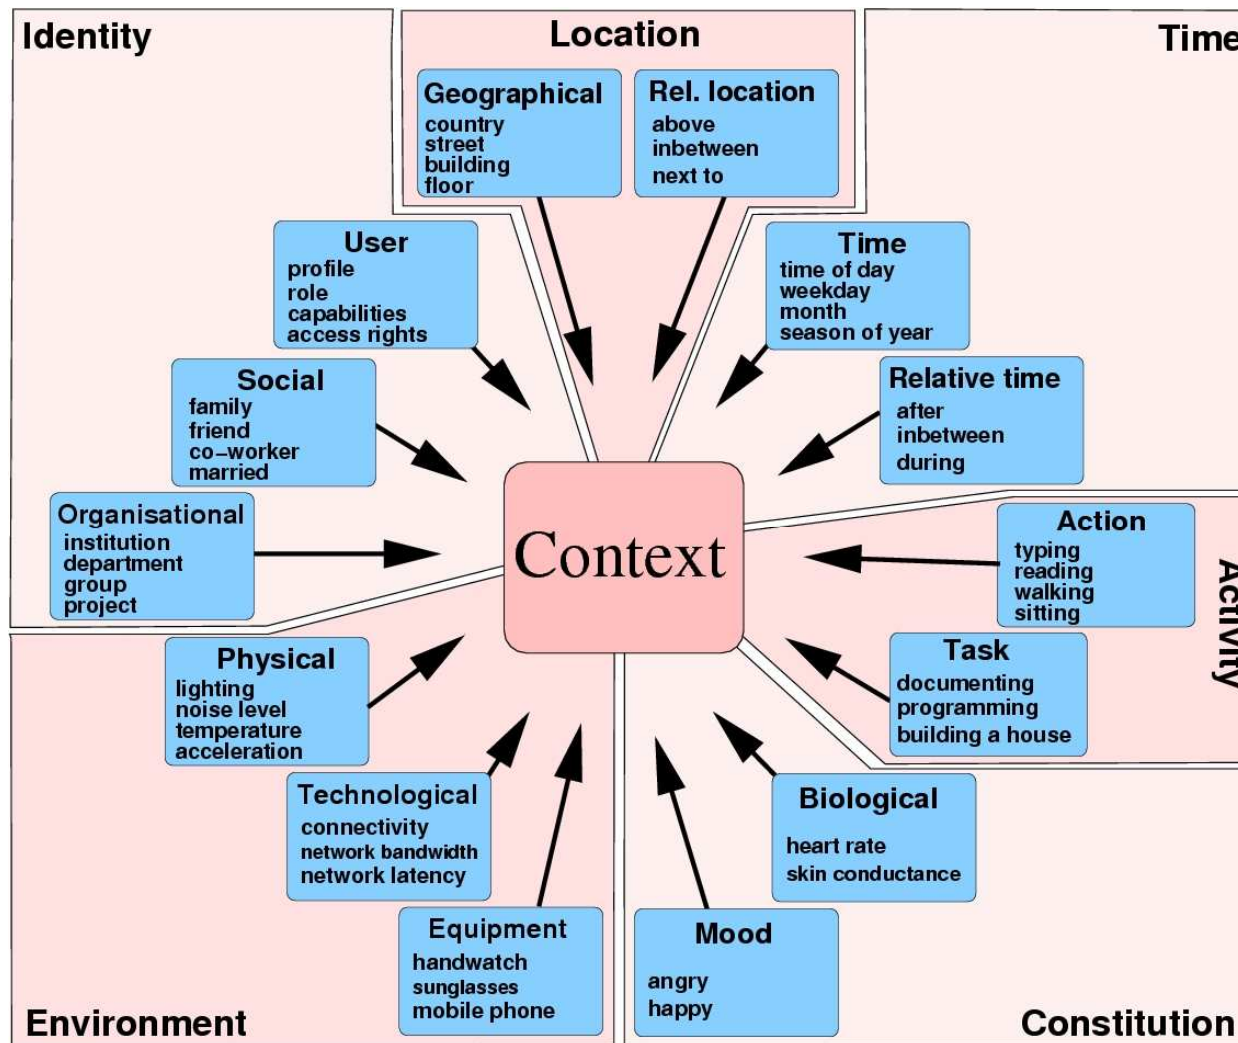 Identity
Location
Time
Geographical
country
street
building
floor
Rel. location
above
inbetween
next to
User
profile
role
capabilities
access rights
Time
time of day
weekday
month
season of year
Social
family
friend
co−worker
married
Relative time
after
inbetween
during
Organisational
institution
department
group
project
Context
Action
typing
reading
walking
sitting
Activity
Physical
lighting
noise level
temperature
acceleration
Task
documenting
programming
building a house
Technological
connectivity
network bandwidth
network latency
Biological
heart rate
skin conductance
Equipment
handwatch
sunglasses
mobile phone
Mood
angry
happy
Environment
Constitution